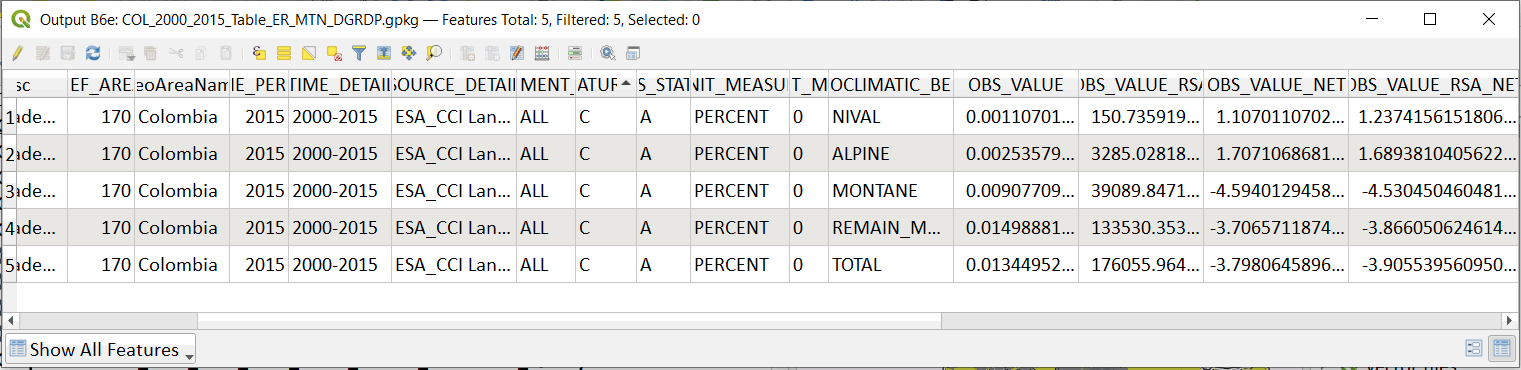 Output B6e: COL_2000_2015_Table_ER_MTN_DGRDP.gpkg — Features Total: 5, Filtered: 5, Selected: 0
sc EF_ARE EoAreaNam IE_PER TIME_DETAIL SOURCE_DETAI MENT_ ATUR S_STAT NIT_MEASU T_M OCLIMATIC_BE OBS_VALUE OBS_VALUE_RSA OBS_VALUE_NET OBS_VALUE_RSA_NE
1 ade... 170 Colombia 2015 2000-2015 ESA_CCI Lan... ALL C A PERCENT 0 NIVAL 0.00110701... 150.735919... 1.1070110702... 1.2374156151806...
2 ade... 170 Colombia 2015 2000-2015 ESA_CCI Lan... ALL C A PERCENT 0 ALPINE 0.00253579... 3285.02818... 1.7071068681... 1.6893810405622...
3 ade... 170 Colombia 2015 2000-2015 ESA_CCI Lan... ALL C A PERCENT 0 MONTANE 0.00907709... 39089.8471... -4.5940129458... -4.530450460481...
4 ade... 170 Colombia 2015 2000-2015 ESA_CCI Lan... ALL C A PERCENT 0 REMAIN_M... 0.01498881... 133530.353... -3.7065711874... -3.866050624614...
5 ade... 170 Colombia 2015 2000-2015 ESA_CCI Lan... ALL C A PERCENT 0 TOTAL 0.01344952... 176055.964... -3.7980645896... -3.905539560950...
Show All Features